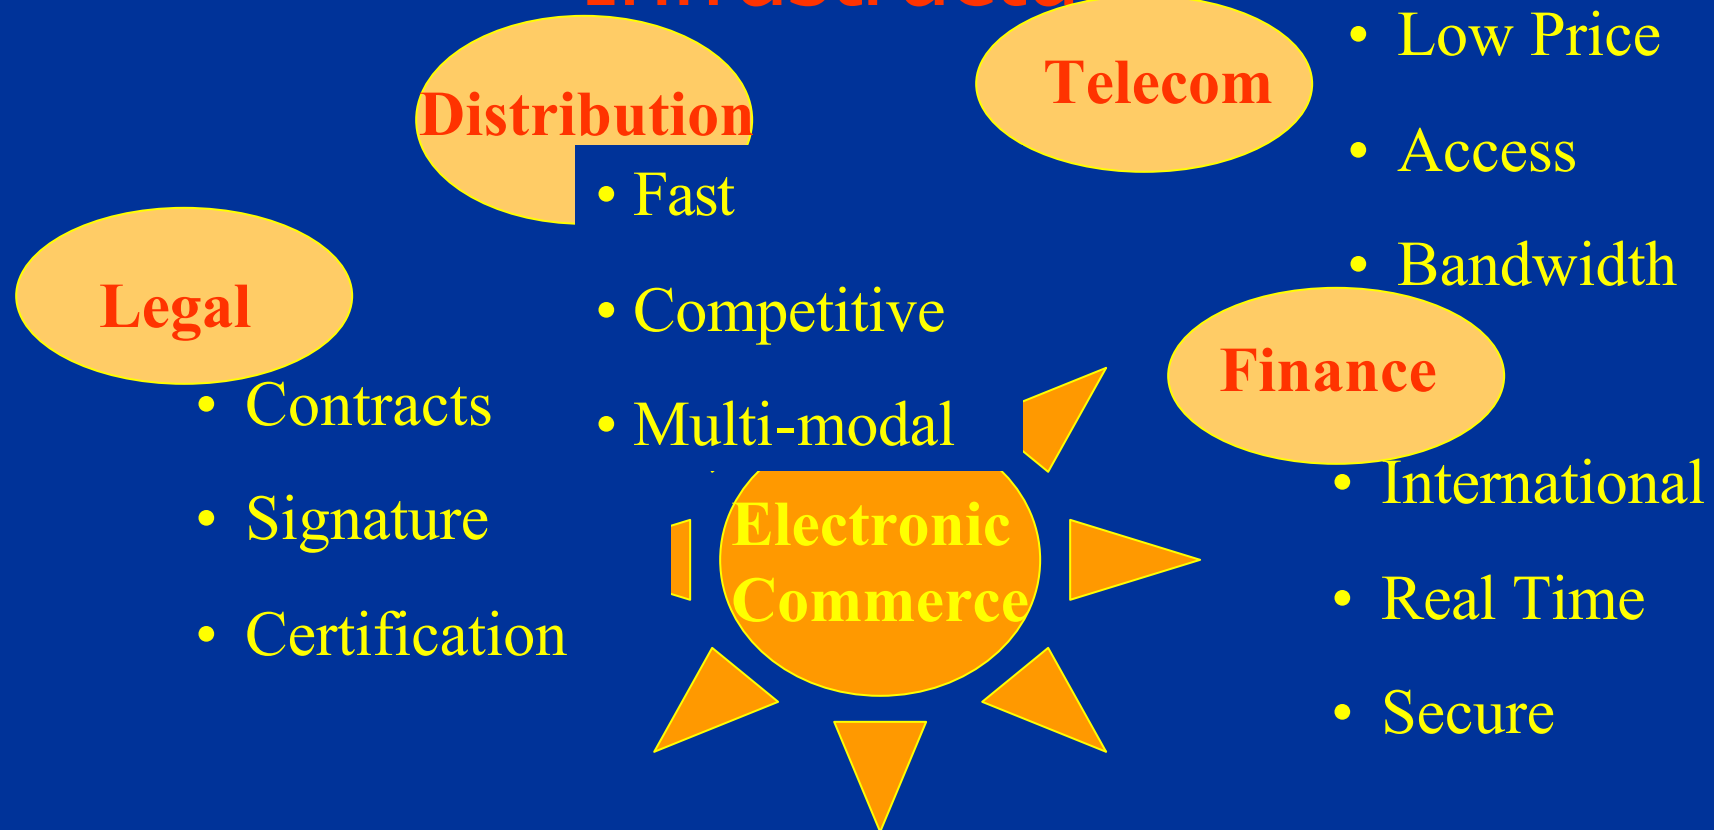 Distribution
• Fast
• Competitive
• Multi-modal
Telecom
• Low Price
• Access
• Bandwidth
Legal
• Contracts
• Signature
• Certification
Finance
• International
• Real Time
• Secure
Electronic
Commerce